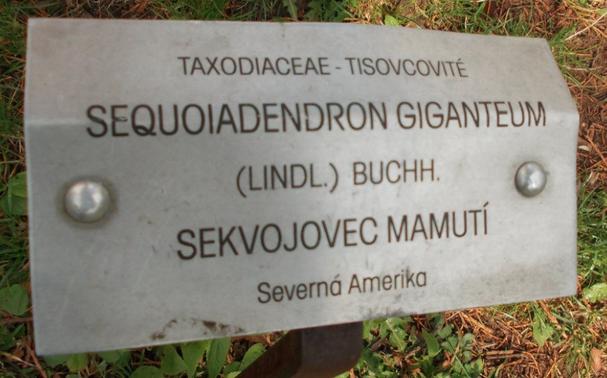 TAXODIACEAE - TISOVCOVITÉ
SEQUOIADENDRON GIGANTEUM
(LINDL.) BUCHH.
SEKVOJOVEC MAMUTÍ
Severná Amerika